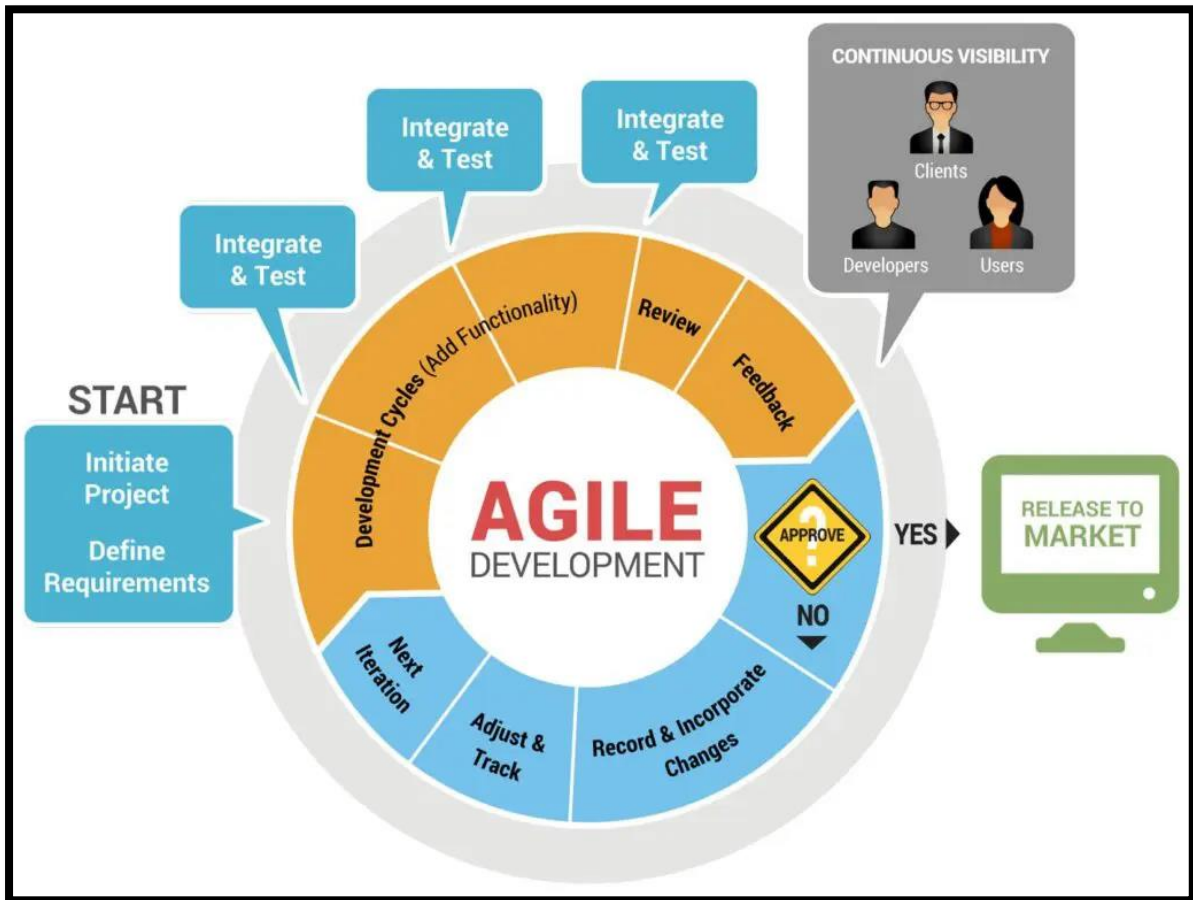 CONTINUOUS VISIBILITY
Clients
Developers
Users
Integrate
& Test
Integrate
& Test
Integrate
& Test
START
Initiate
Project
Define
Requirements
Development Cycles (Add Functionality)
Review
Feedback
AGILE
DEVELOPMENT
?
APPROVE
YES
NO
RELEASE TO
MARKET
Record & Incorporate
Changes
Adjust &
Track
Next
Iteration